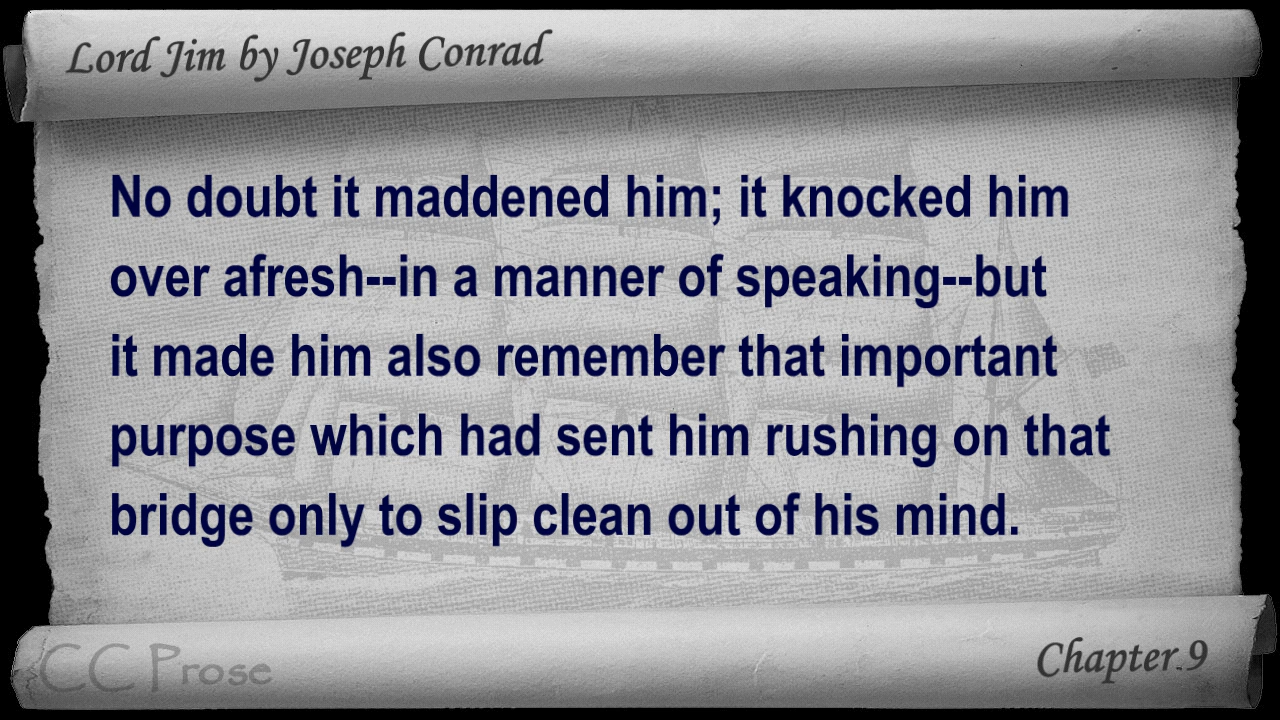 Lord Jim by Joseph Conrad
No doubt it maddened him; it knocked him
over afresh--in a manner of speaking--but
it made him also remember that important
purpose which had sent him rushing on that
bridge only to slip clean out of his mind.
CC Prose
Chapter 9